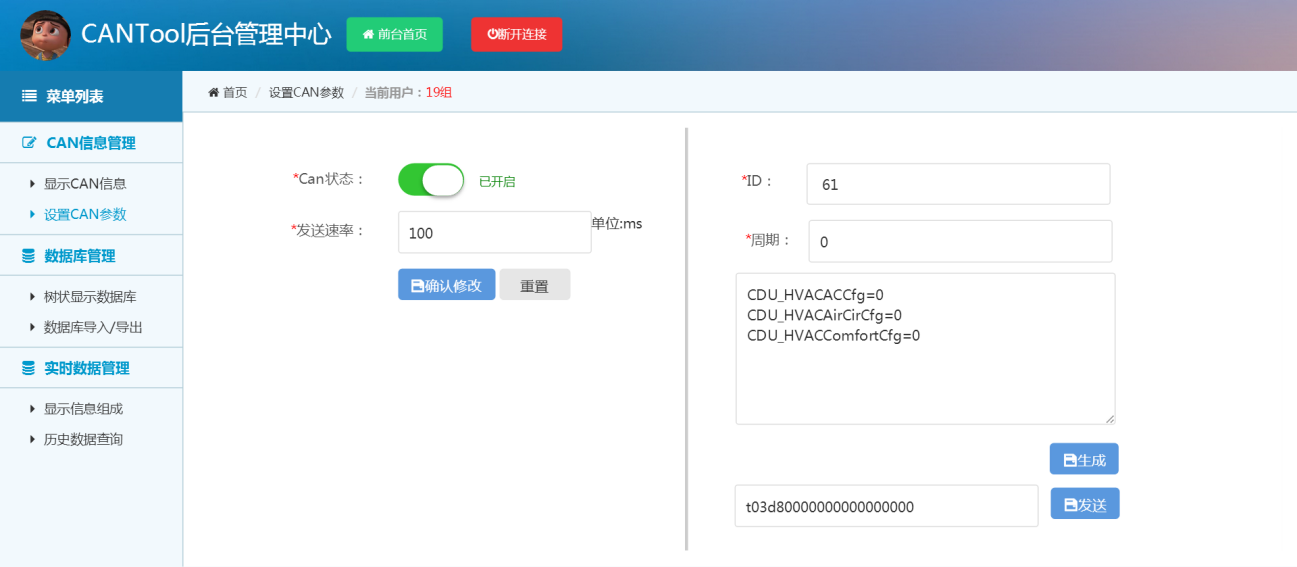 CANTool后台管理中心 前台首页 断开连接
菜单列表
首页 / 设置CAN参数 / 当前用户：19组
CAN信息管理
显示CAN信息
设置CAN参数
数据库管理
树状显示数据库
数据库导入/导出
实时数据管理
显示信息组成
历史数据查询
*Can状态： 已开启
*发送速率： 100 单位:ms
确认修改 重置
*ID： 61
*周期： 0
CDU_HVACACCfg=0
CDU_HVACAirCirCfg=0
CDU_HVACComfortCfg=0
生成
t03d80000000000000000 发送